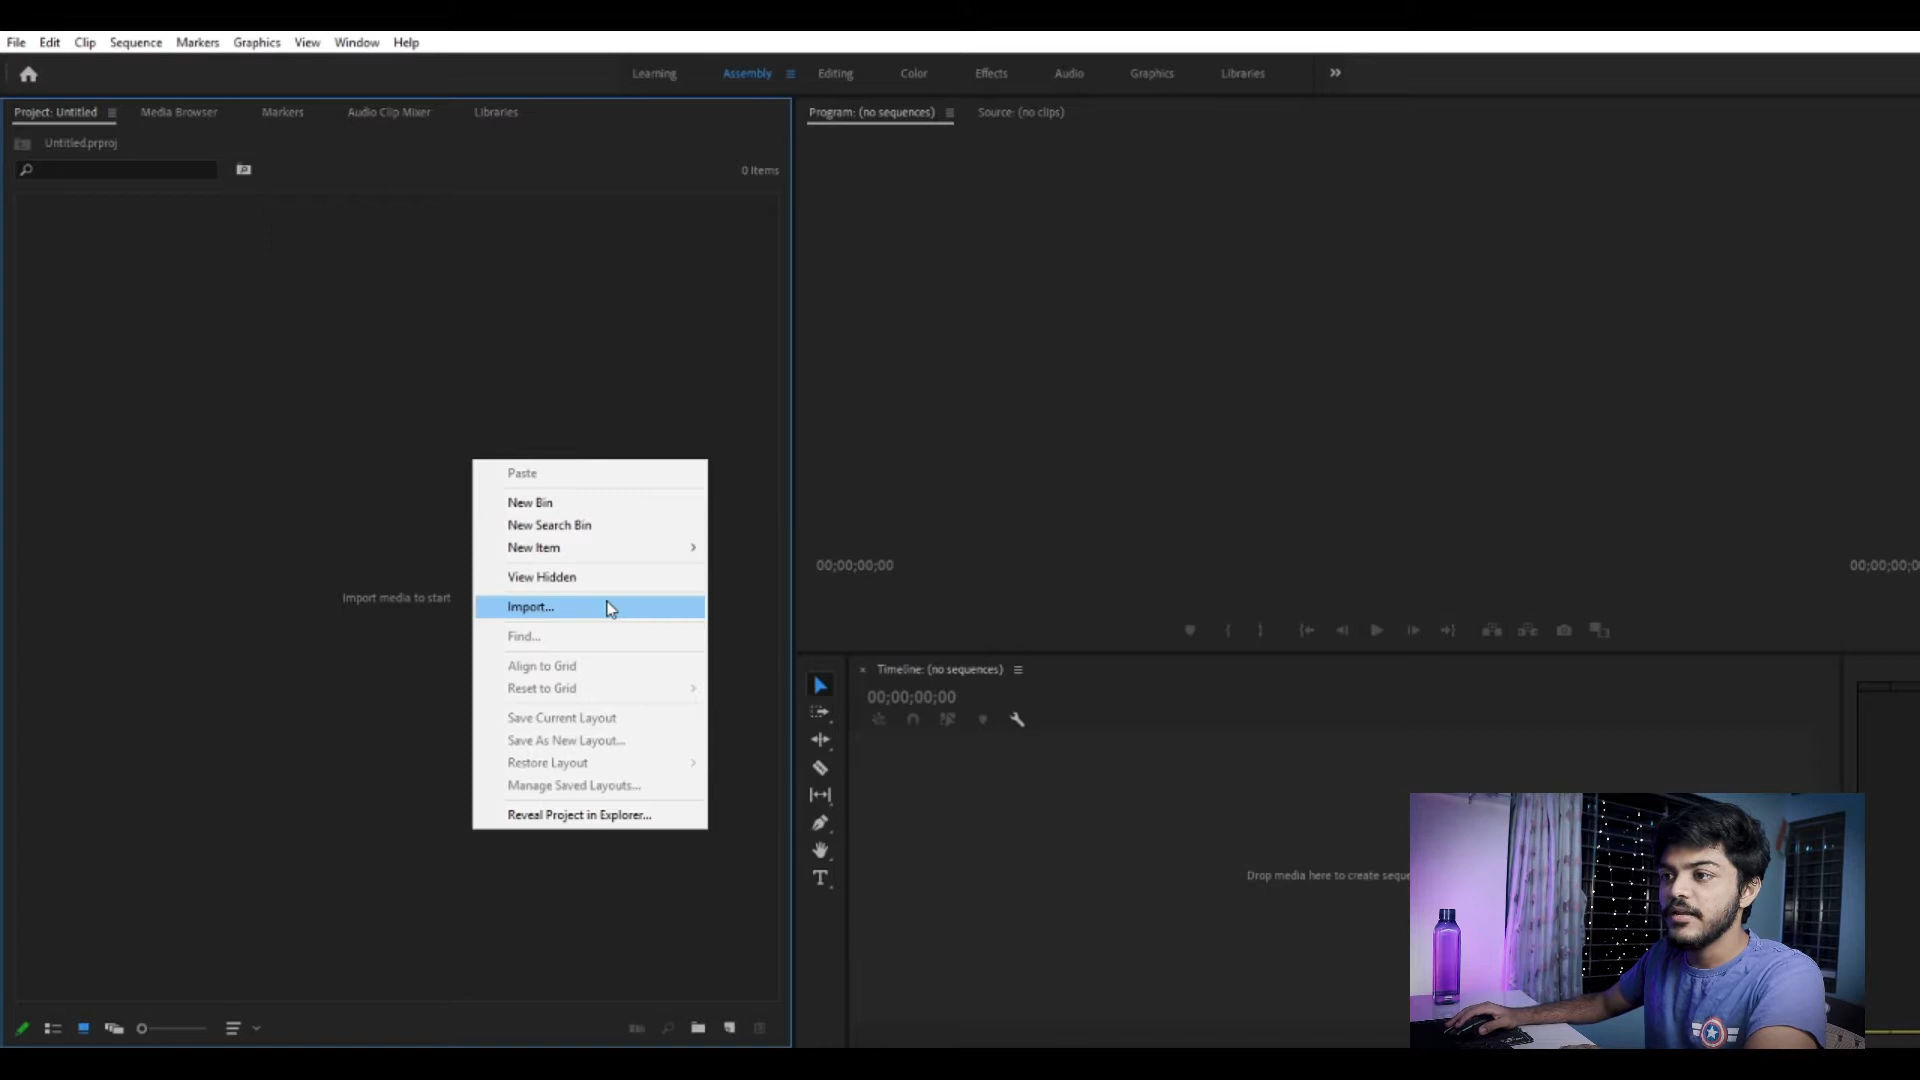 File Edit Clip Sequence Markers Graphics View Window Help
Learning Assembly Editing Color Effects Audio Graphics Libraries
Project: Untitled Media Browser Markers Audio Clip Mixer Libraries
Program: (no sequences) Source: (no clips)
Untitled.prproj
0 Items
Paste
New Bin
New Search Bin
New Item
View Hidden
Import...
Find...
Align to Grid
Reset to Grid
Save Current Layout
Save As New Layout...
Restore Layout
Manage Saved Layouts...
Reveal Project in Explorer...
Import media to start
00;00;00;00
00;00;00;0
Timeline: (no sequences)
00;00;00;00
Drop media here to create seque